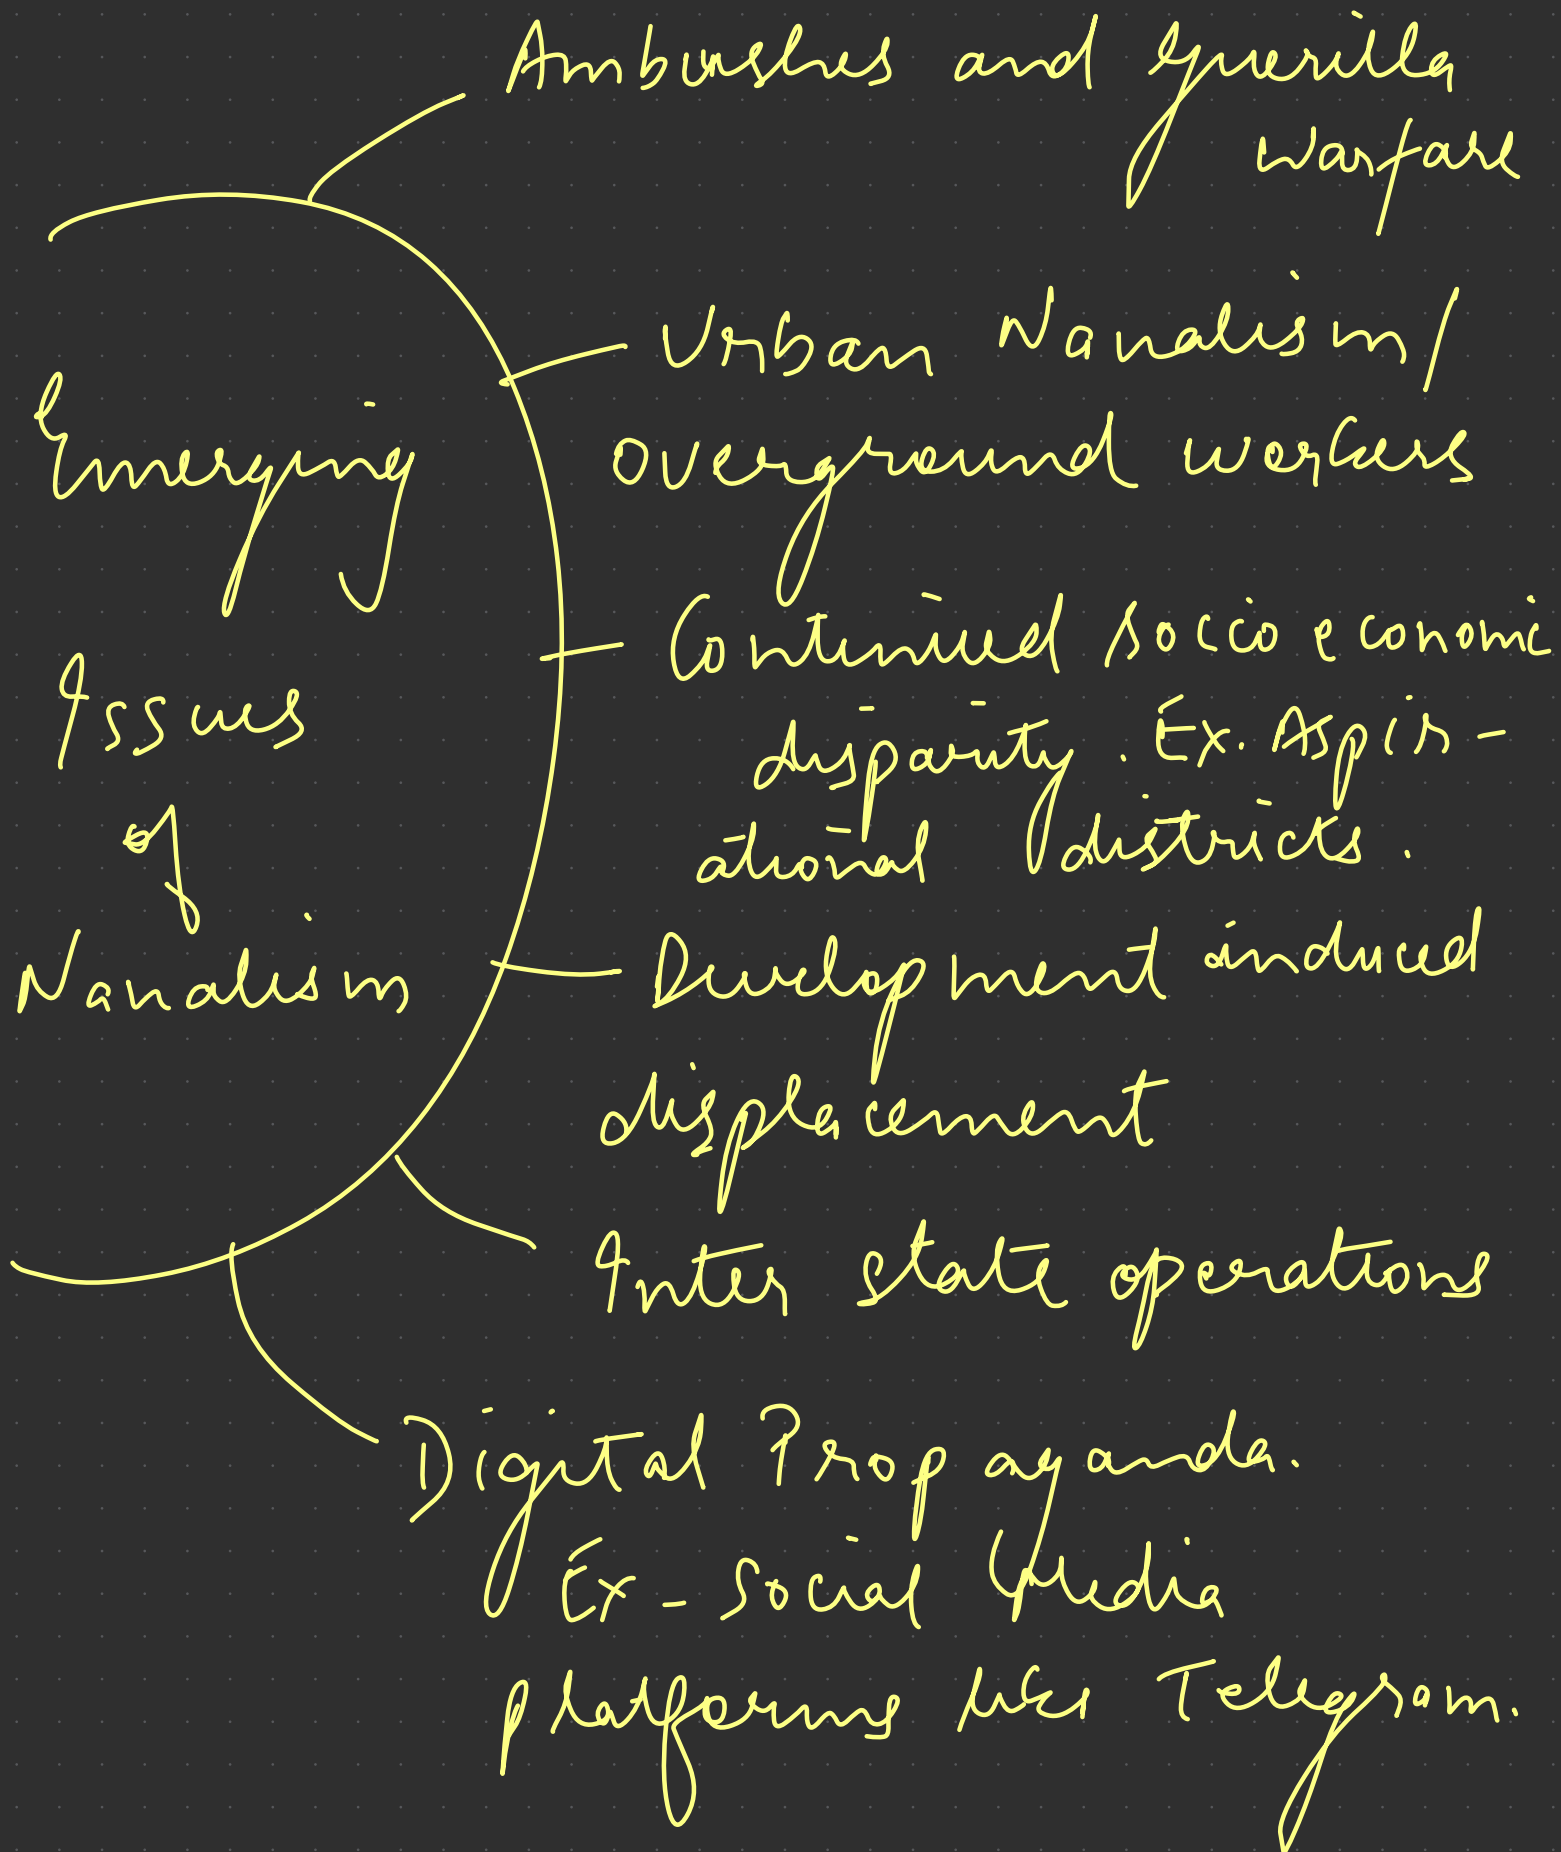 Ambushes and guerilla
warfare
Urban Naxalism/
overground workers
Emerging
Issues
of
Naxalism
Continued socio economic
disparity. Ex. Aspir-
ational districts.
Development induced
displacement
Inter state operations
Digital Propaganda.
Ex - Social Media
platforms like Telegram.